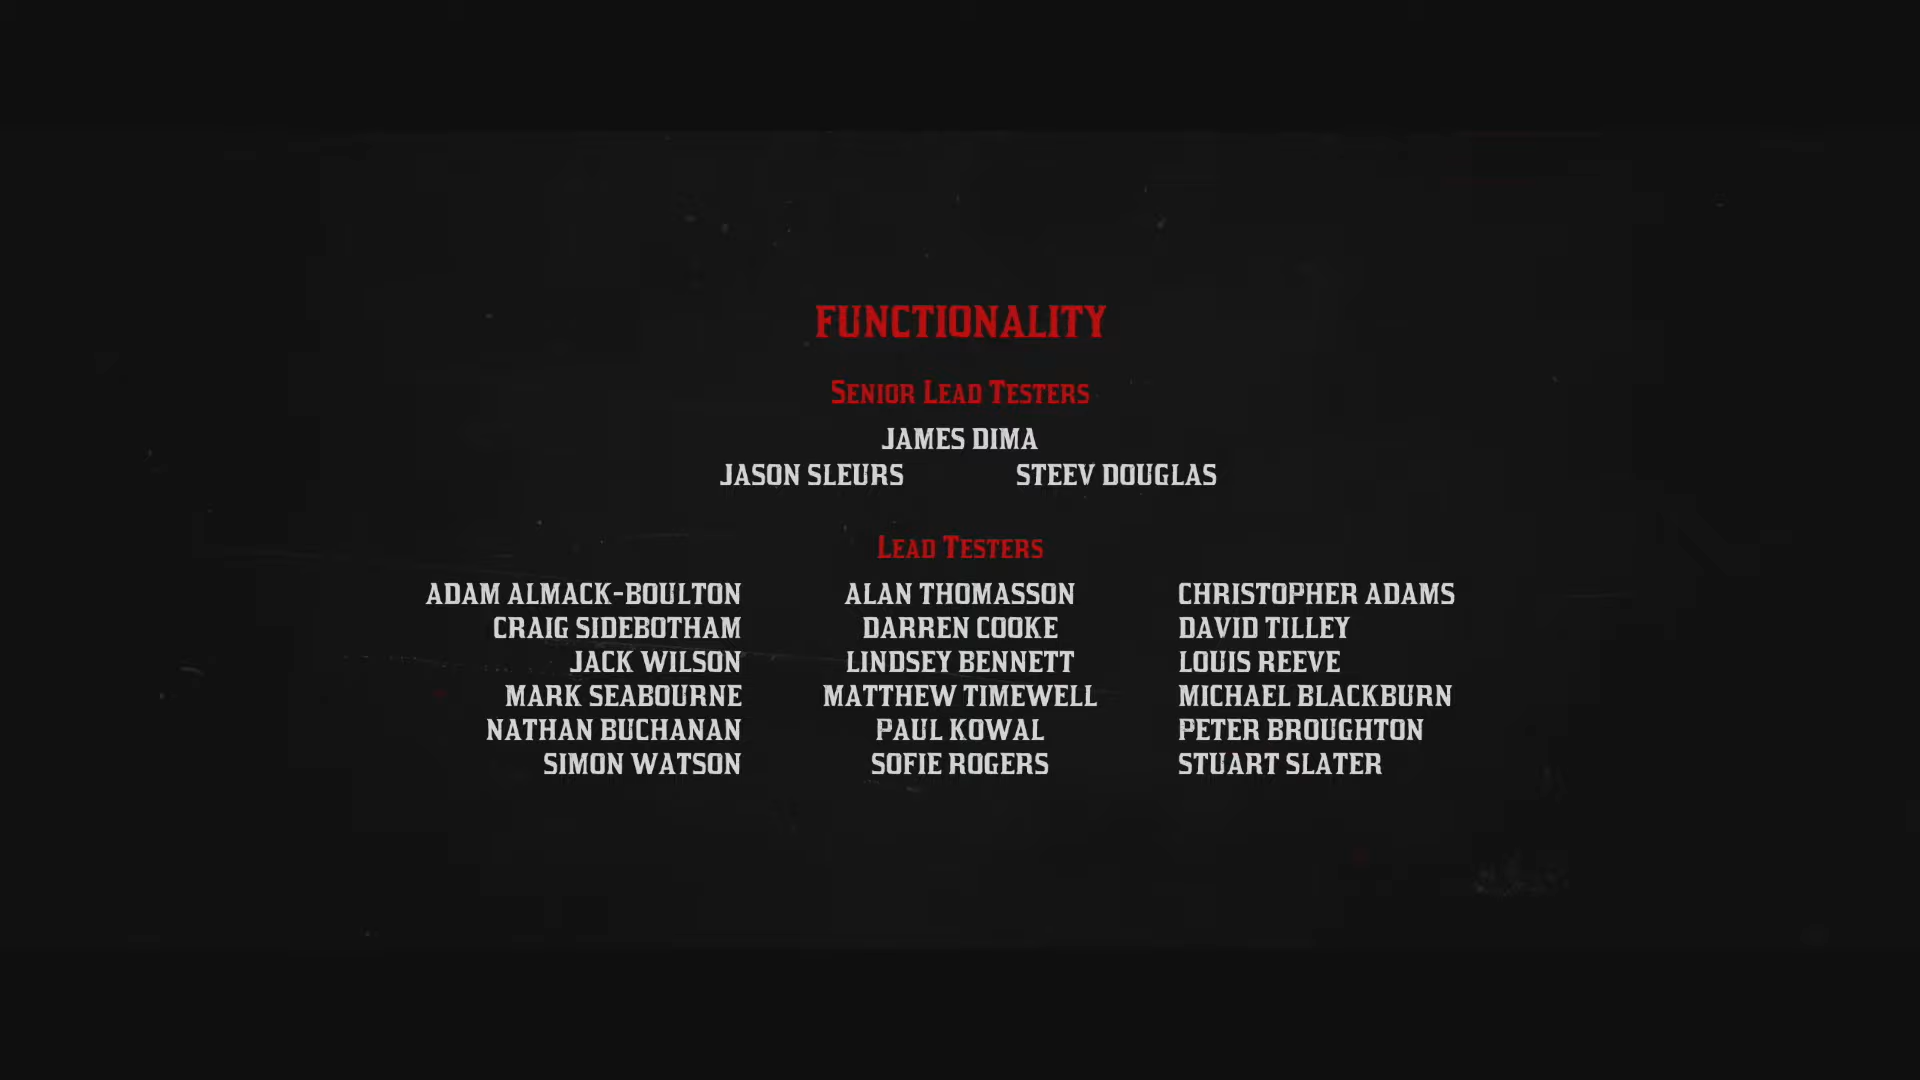 FUNCTIONALITY
SENIOR LEAD TESTERS
JAMES DIMA
JASON SLEURS STEEV DOUGLAS
LEAD TESTERS
ADAM ALMACK-BOULTON ALAN THOMASSON CHRISTOPHER ADAMS
CRAIG SIDEBOTHAM DARREN COOKE DAVID TILLEY
JACK WILSON LINDSEY BENNETT LOUIS REEVE
MARK SEABOURNE MATTHEW TIMEWELL MICHAEL BLACKBURN
NATHAN BUCHANAN PAUL KOWAL PETER BROUGHTON
SIMON WATSON SOFIE ROGERS STUART SLATER